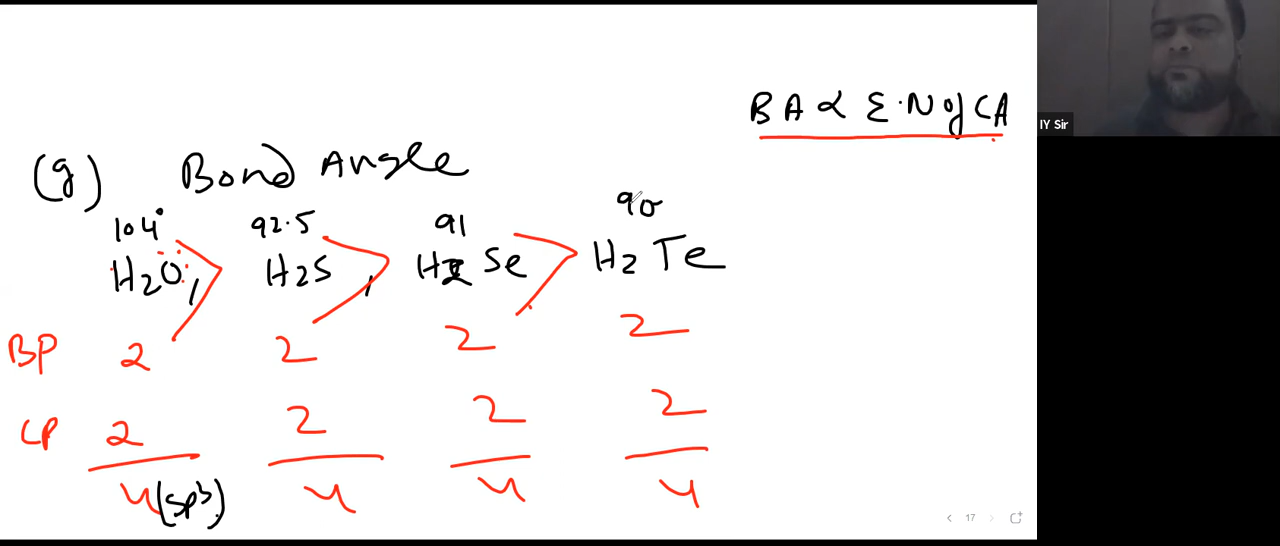 BA ∝ E.N of CA
IY Sir
(g) Bond Angle
104° 92.5 91 90
H2O, H2S, H2Se H2Te
> > >
BP 2 2 2 2
LP 2 2 2 2
4(sp3) 4 4 4
17